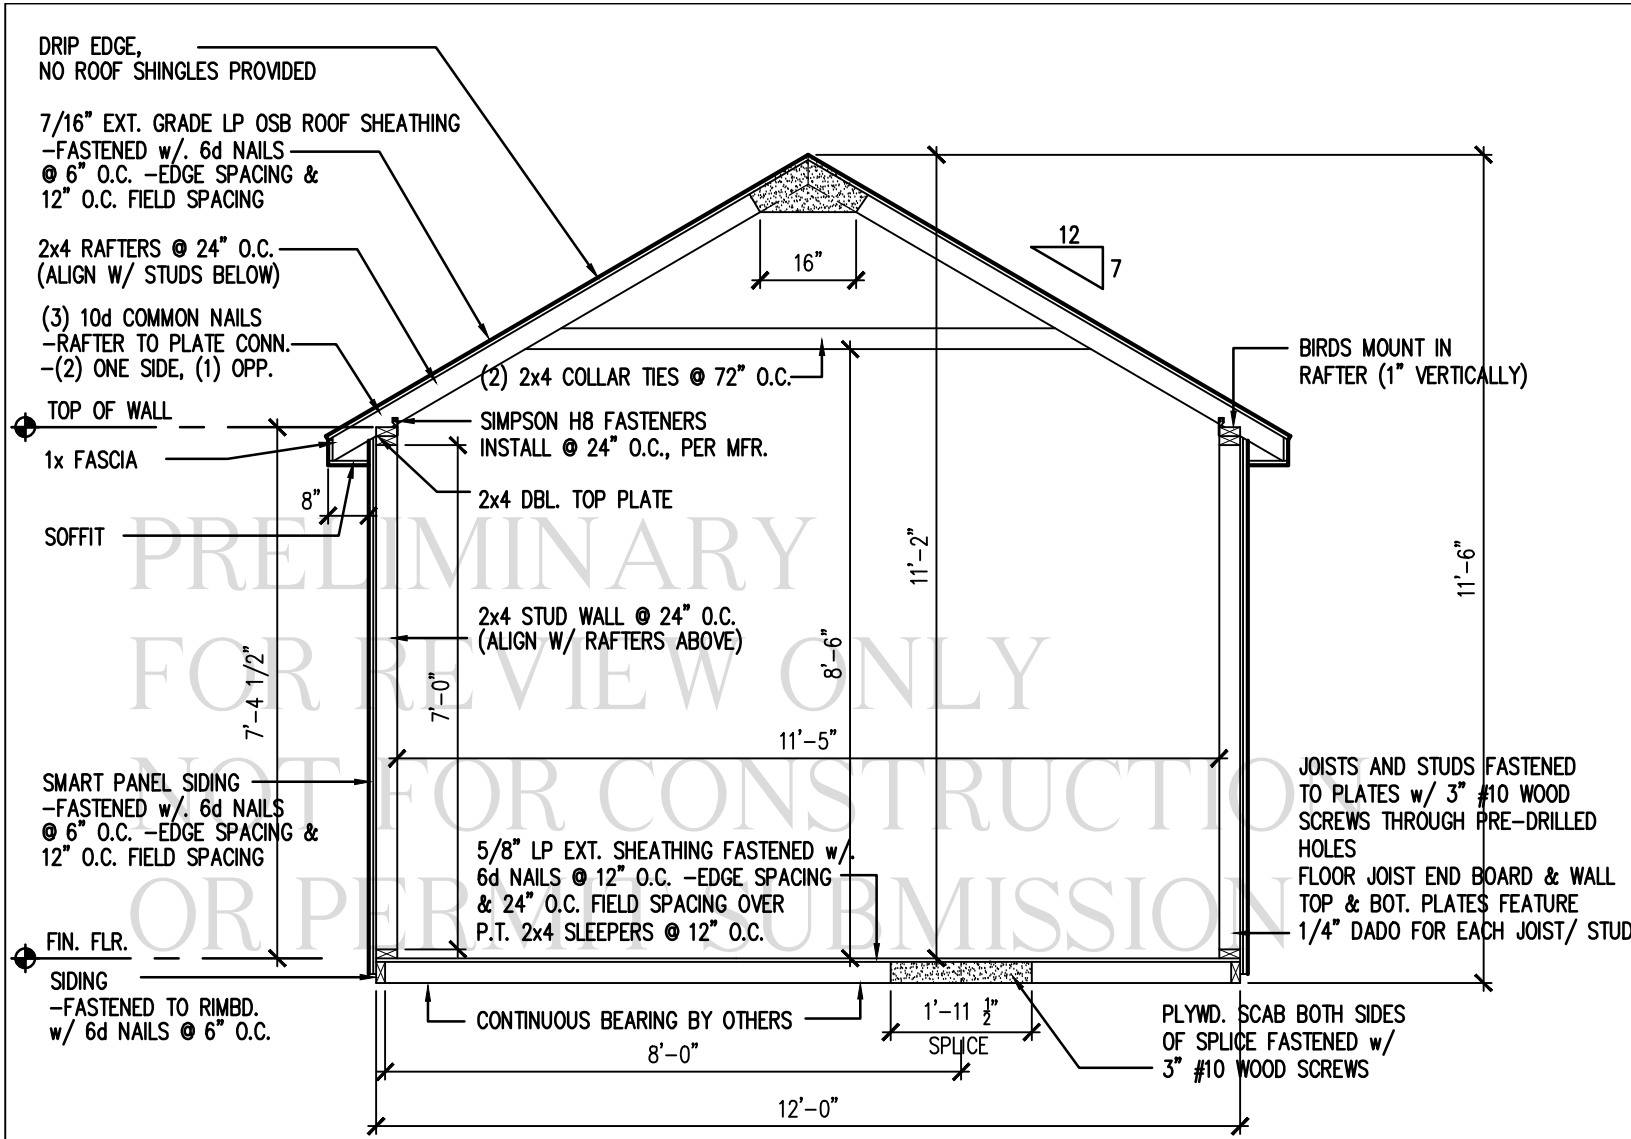 DRIP EDGE,
NO ROOF SHINGLES PROVIDED
7/16" EXT. GRADE LP OSB ROOF SHEATHING
-FASTENED w/. 6d NAILS
@ 6" O.C. -EDGE SPACING &
12" O.C. FIELD SPACING
2x4 RAFTERS @ 24" O.C.
(ALIGN W/ STUDS BELOW)
(3) 10d COMMON NAILS
-RAFTER TO PLATE CONN.
-(2) ONE SIDE, (1) OPP.
TOP OF WALL
1x FASCIA
8"
SOFFIT
16"
12
7
(2) 2x4 COLLAR TIES @ 72" O.C.
BIRDS MOUNT IN
RAFTER (1" VERTICALLY)
SIMPSON H8 FASTENERS
INSTALL @ 24" O.C., PER MFR.
2x4 DBL. TOP PLATE
PRELIMINARY
FOR REVIEW ONLY
NOT FOR CONSTRUCTION
OR PERMIT SUBMISSION
2x4 STUD WALL @ 24" O.C.
(ALIGN W/ RAFTERS ABOVE)
7'-4 1/2"
7'-0"
8'-6"
11'-2"
11'-6"
11'-5"
SMART PANEL SIDING
-FASTENED w/. 6d NAILS
@ 6" O.C. -EDGE SPACING &
12" O.C. FIELD SPACING
5/8" LP EXT. SHEATHING FASTENED w/.
6d NAILS @ 12" O.C. -EDGE SPACING
& 24" O.C. FIELD SPACING OVER
P.T. 2x4 SLEEPERS @ 12" O.C.
JOISTS AND STUDS FASTENED
TO PLATES w/ 3" #10 WOOD
SCREWS THROUGH PRE-DRILLED
HOLES
FLOOR JOIST END BOARD & WALL
TOP & BOT. PLATES FEATURE
1/4" DADO FOR EACH JOIST/ STUD
FIN. FLR.
SIDING
-FASTENED TO RIMBD.
w/ 6d NAILS @ 6" O.C.
CONTINUOUS BEARING BY OTHERS
1'-11 1/2"
SPLICE
PLYWD. SCAB BOTH SIDES
OF SPLICE FASTENED w/
3" #10 WOOD SCREWS
8'-0"
12'-0"